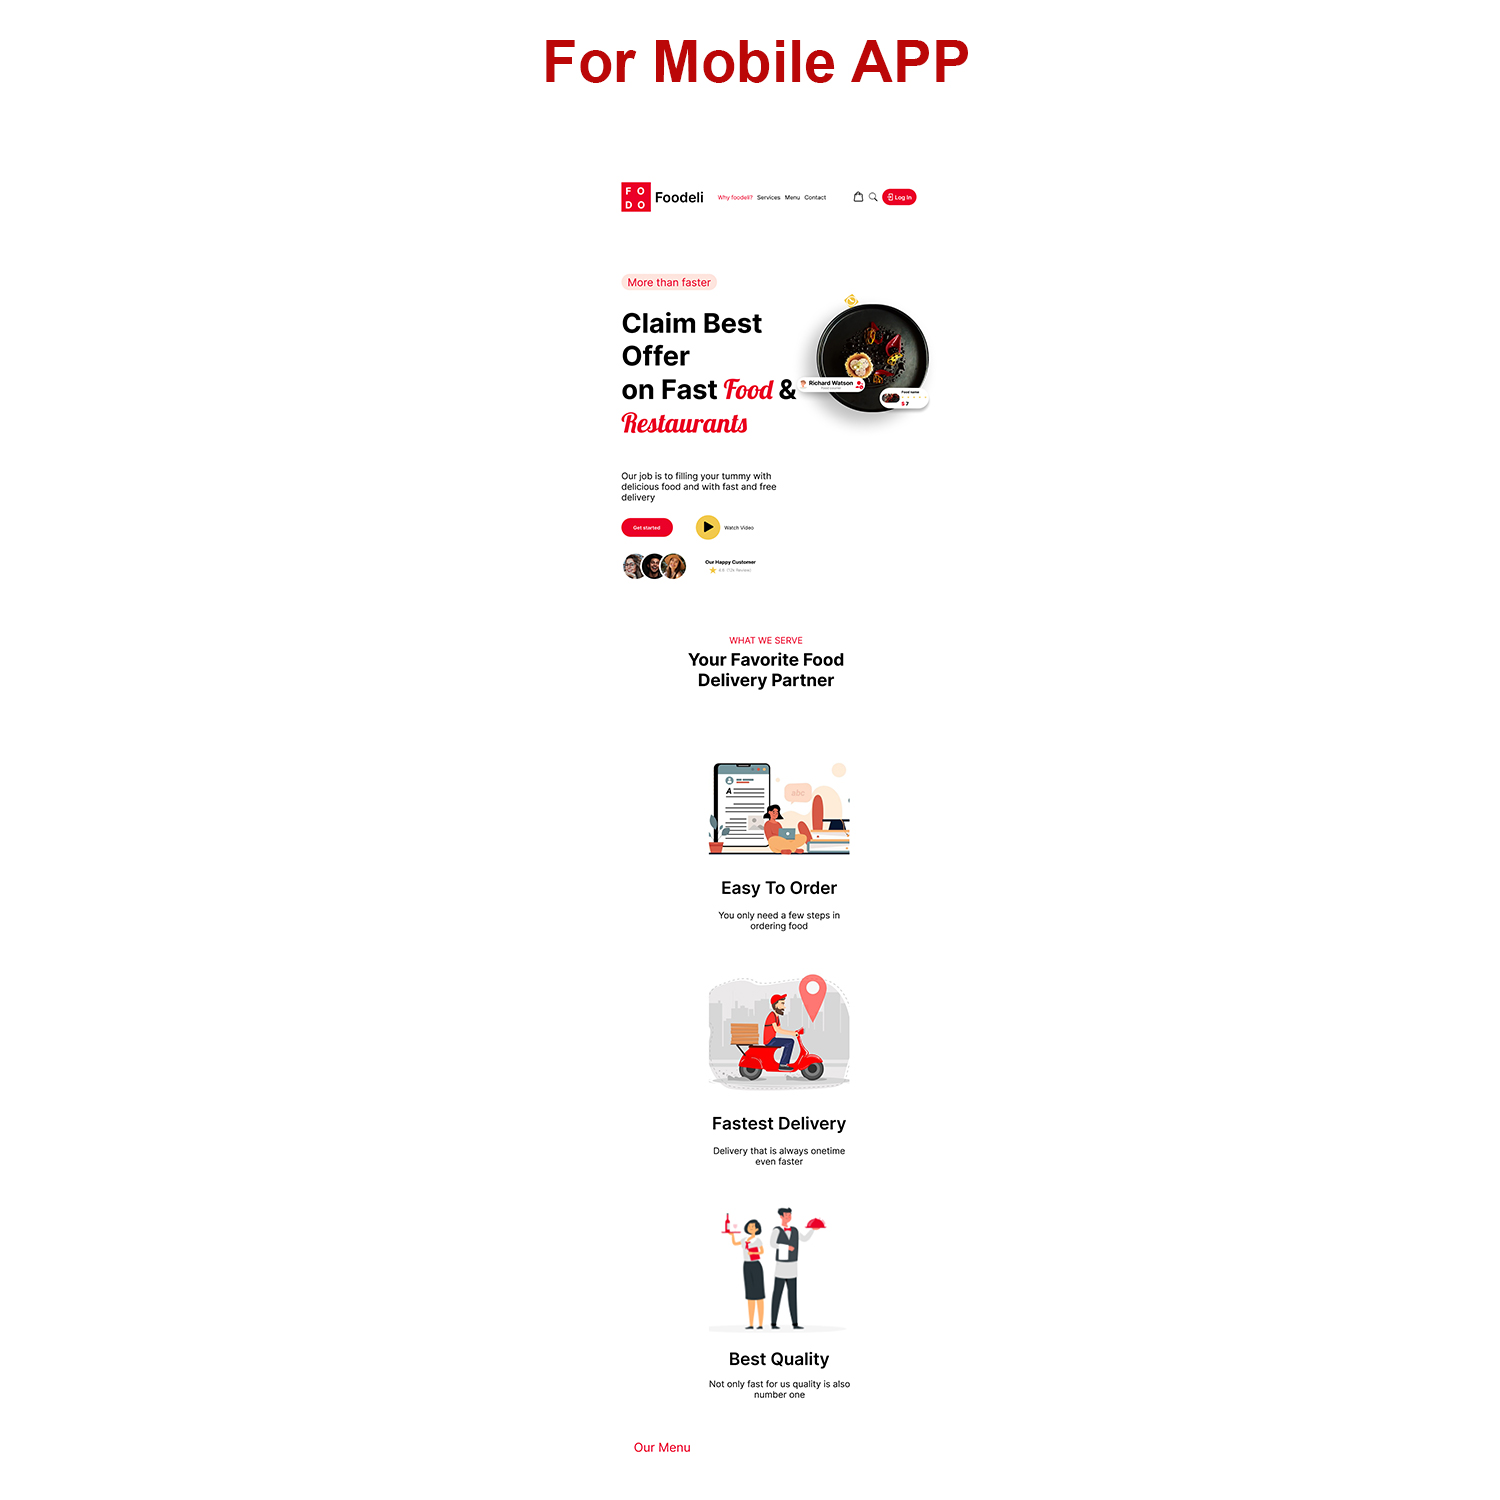 For Mobile APP
F O
D O
Foodeli
Why foodeli? Services Menu Contact
Log In
More than faster
Claim Best
Offer
on Fast Food &
Restaurants
Richard Watson
Food name
$ 7
Our job is to filling your tummy with
delicious food and with fast and free
delivery
Get started
Watch Video
Our Happy Customer
WHAT WE SERVE
Your Favorite Food
Delivery Partner
A
abc
Easy To Order
You only need a few steps in
ordering food
Fastest Delivery
Delivery that is always onetime
even faster
Best Quality
Not only fast for us quality is also
number one
Our Menu